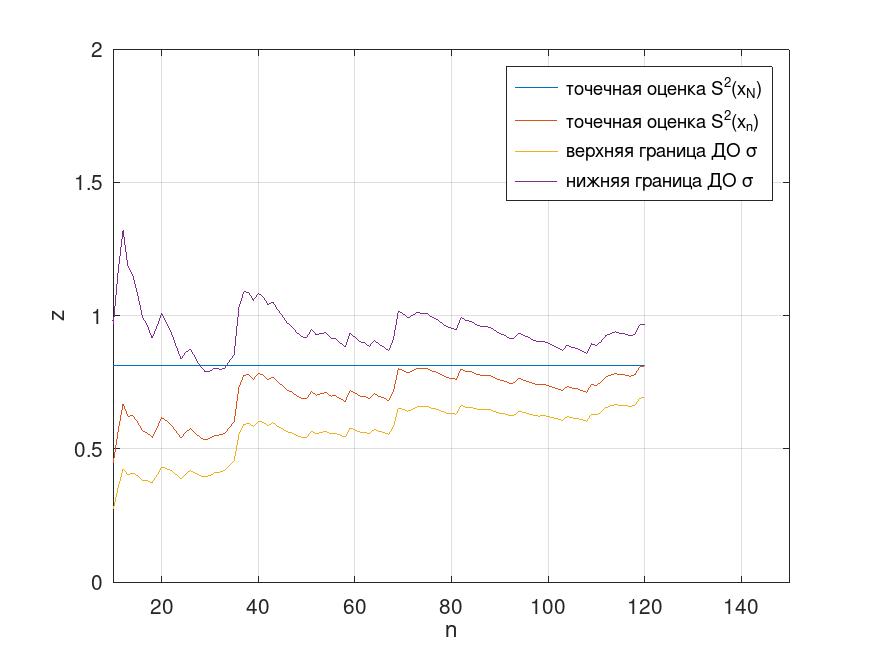 2
1.5
1
0.5
0
z
20 40 60 80 100 120 140
n
точечная оценка S²(x_N)
точечная оценка S²(x_n)
верхняя граница ДО σ
нижняя граница ДО σ